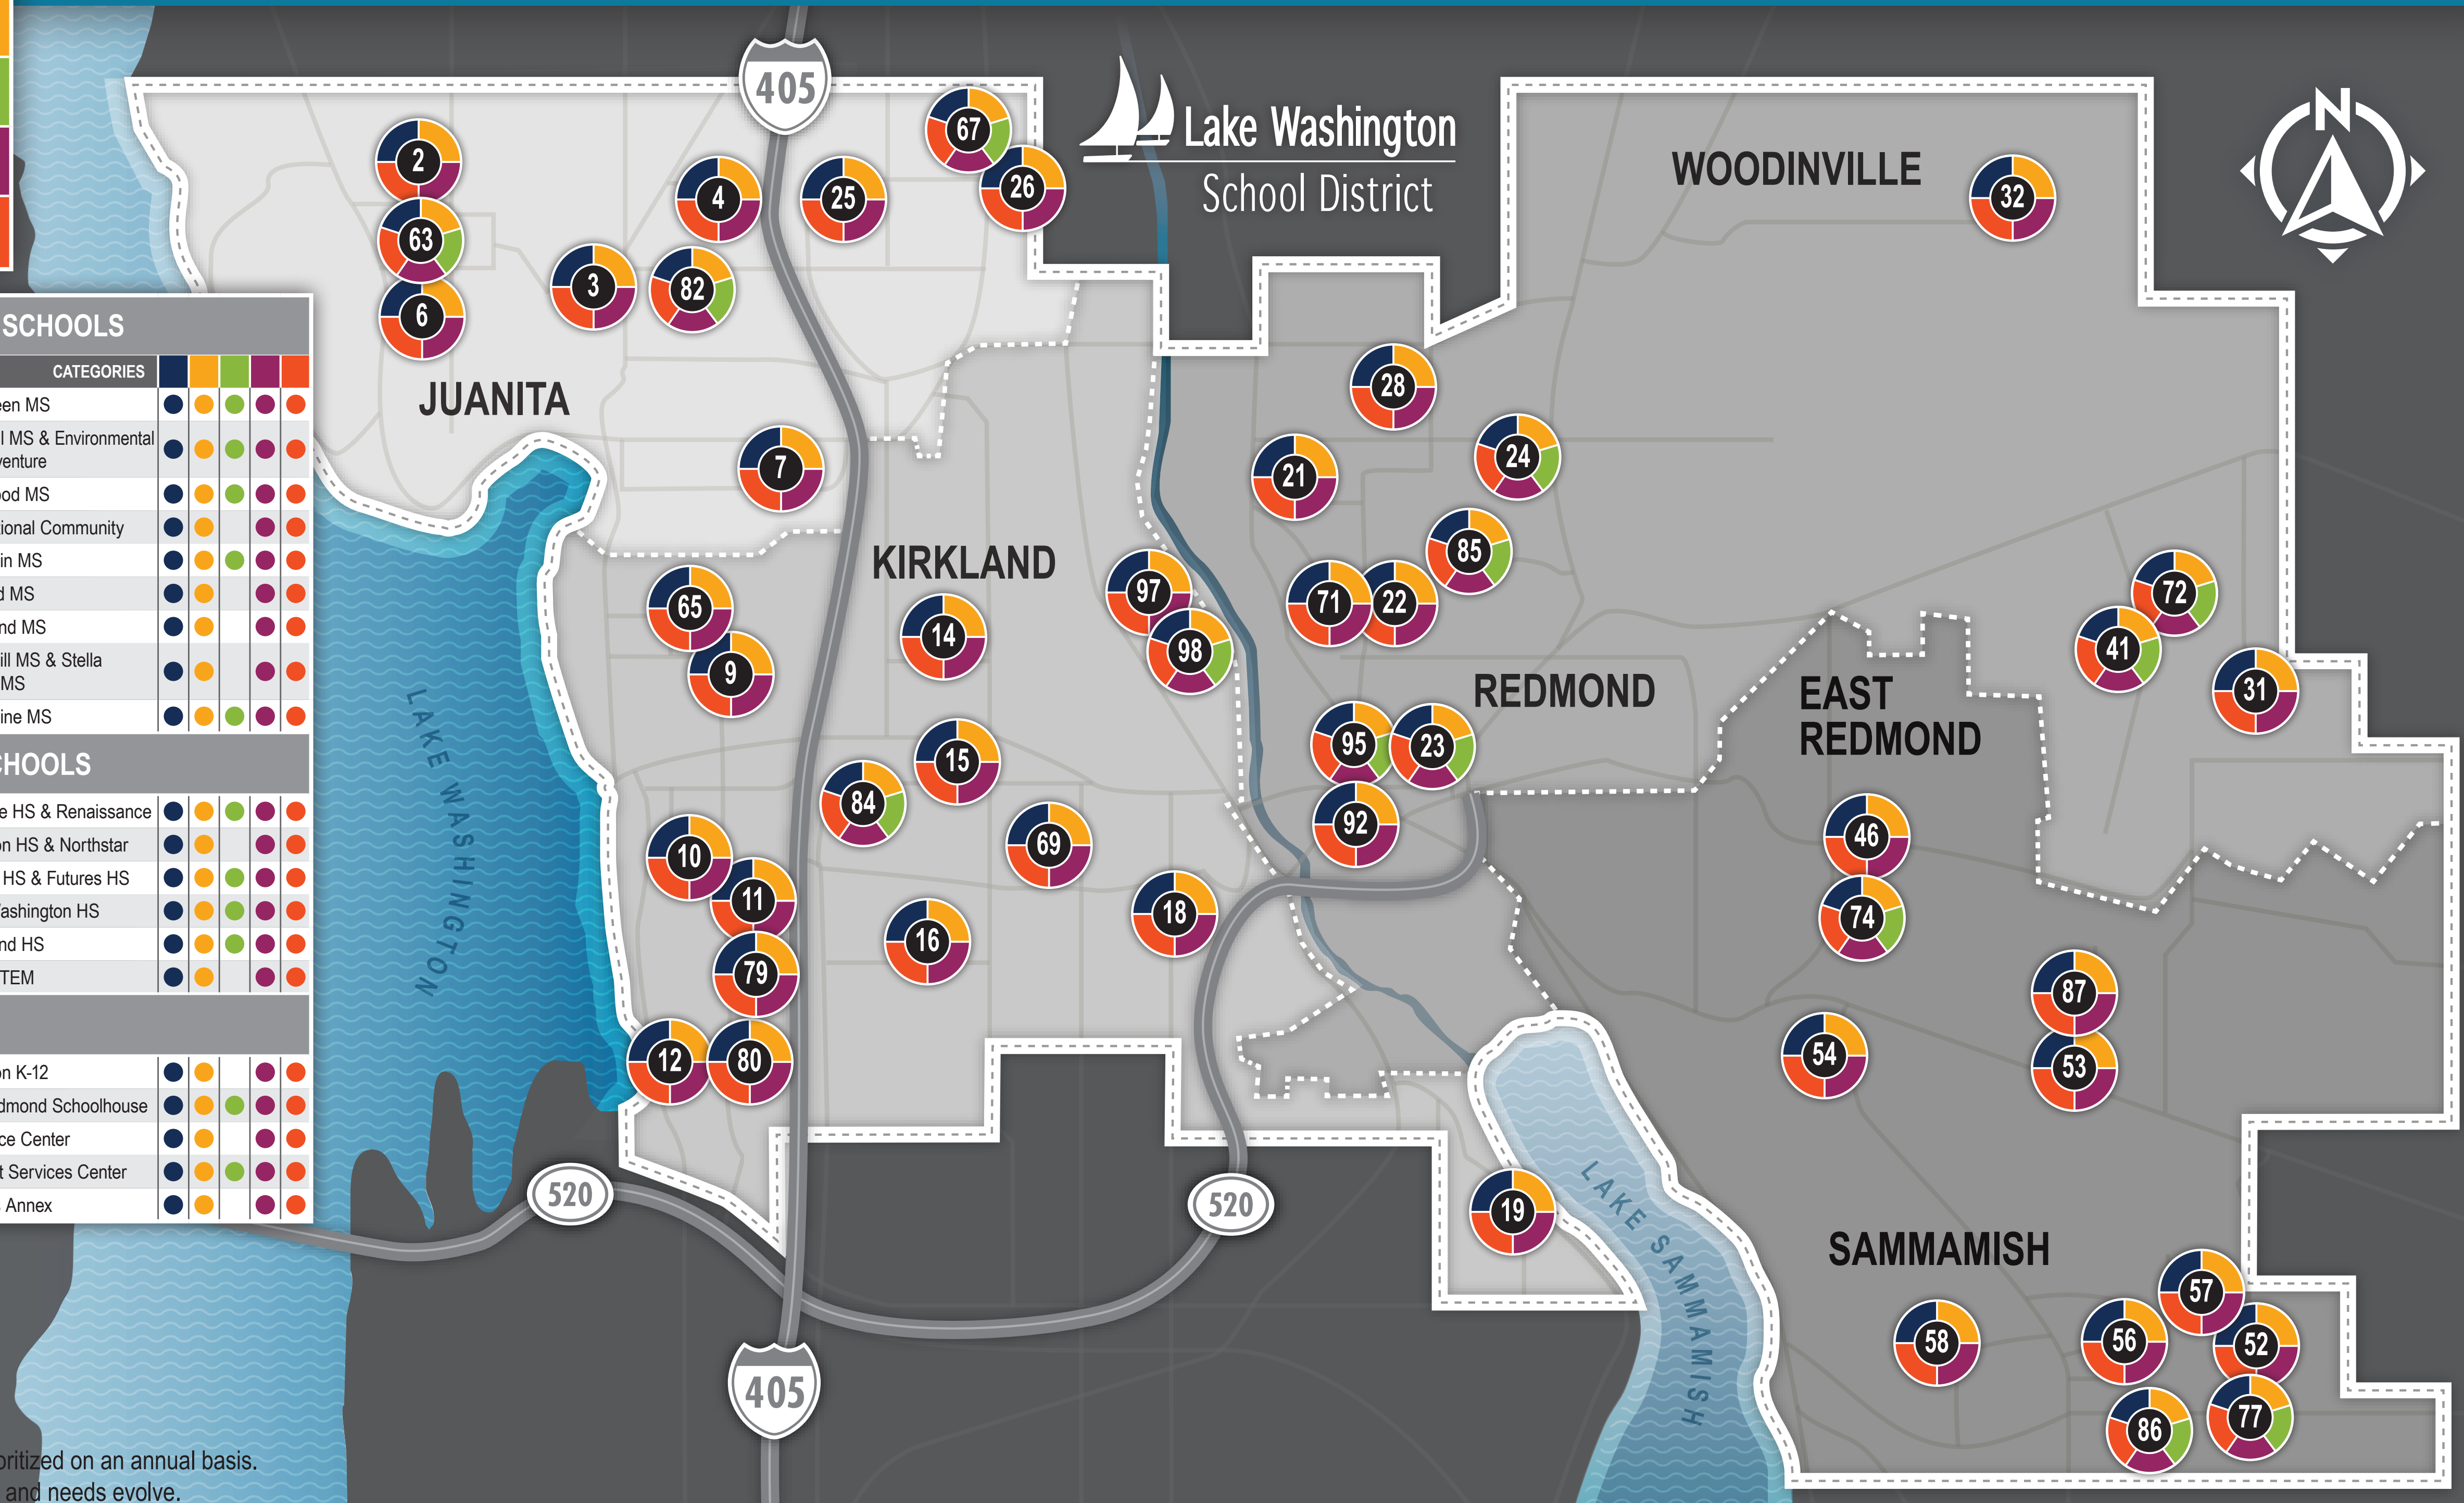 405
Lake Washington
School District
N
WOODINVILLE
67
26
2
4
25
32
63
3
82
6
SCHOOLS
CATEGORIES
een MS
l MS & Environmental
venture
ood MS
tional Community
in MS
d MS
nd MS
ill MS & Stella
MS
ine MS
CHOOLS
e HS & Renaissance
on HS & Northstar
HS & Futures HS
Washington HS
nd HS
TEM
on K-12
dmond Schoolhouse
ce Center
t Services Center
Annex
JUANITA
7
28
21
24
85
KIRKLAND
97
71
22
72
65
14
98
41
9
REDMOND
EAST
REDMOND
31
LAKE WASHINGTON
15
95
23
84
92
10
69
46
11
18
74
16
79
87
12
80
54
53
520
520
19
LAKE SAMMAMISH
SAMMAMISH
57
58
56
52
86
77
405
oritized on an annual basis.
and needs evolve.